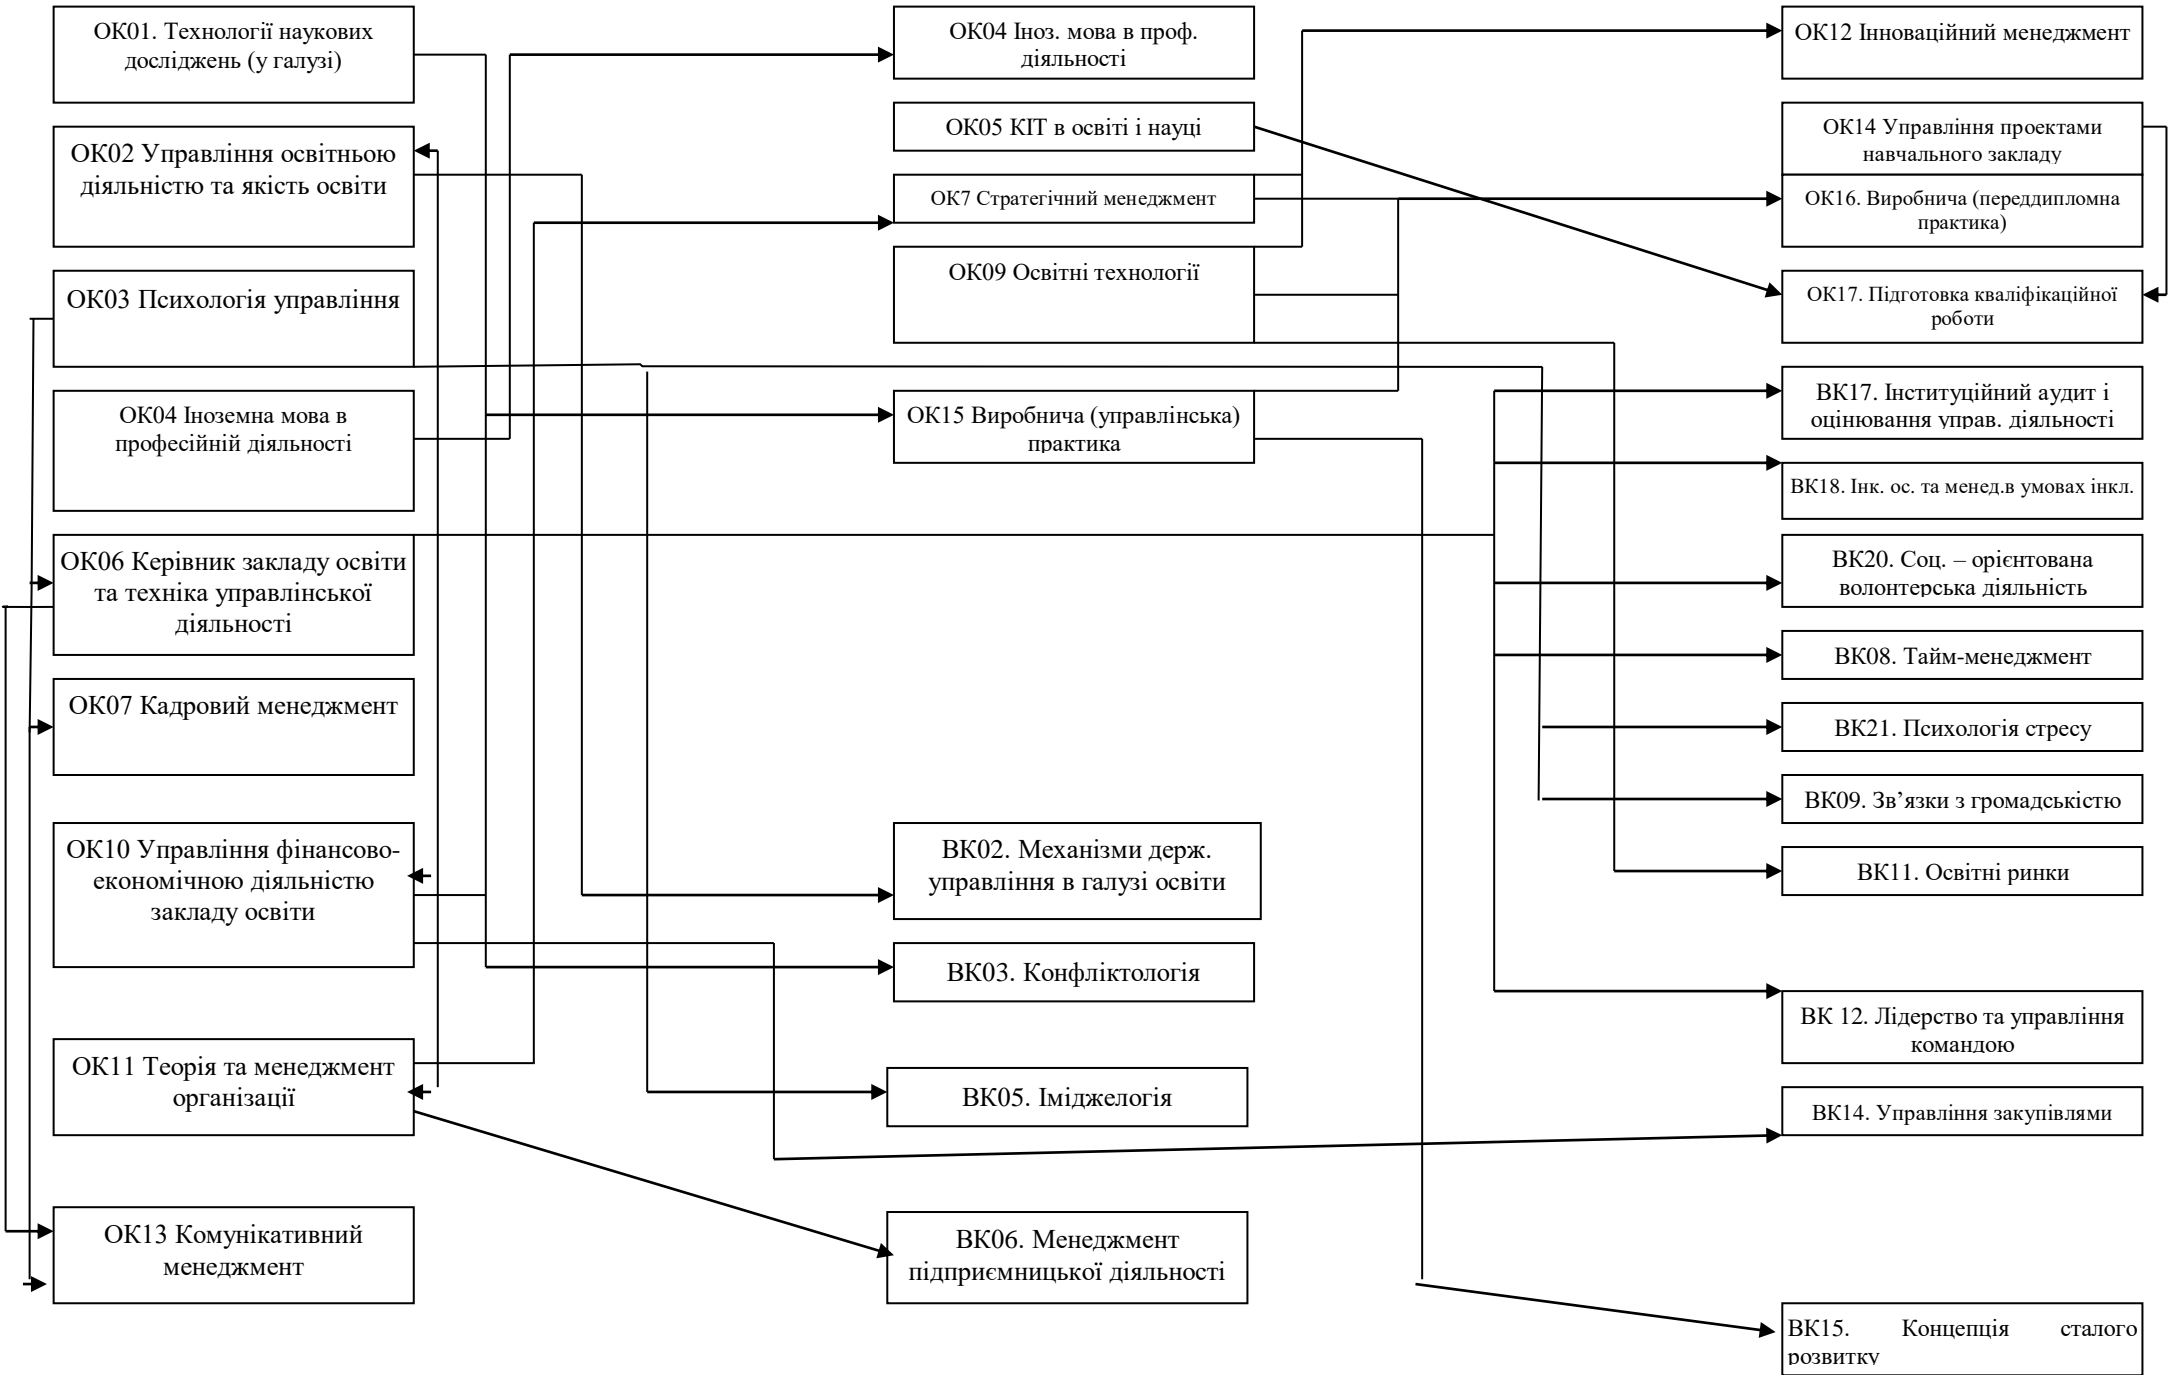 ОК01. Технології наукових
досліджень (у галузі)
ОК02 Управління освітньою
діяльністю та якість освіти
ОК03 Психологія управління
ОК04 Іноземна мова в
професійній діяльності
ОК06 Керівник закладу освіти
та техніка управлінської
діяльності
ОК07 Кадровий менеджмент
ОК10 Управління фінансово-
економічною діяльністю
закладу освіти
ОК11 Теорія та менеджмент
організації
ОК13 Комунікативний
менеджмент
ОК04 Іноз. мова в проф.
діяльності
ОК05 КІТ в освіті і науці
ОК7 Стратегічний менеджмент
ОК09 Освітні технології
ОК15 Виробнича (управлінська)
практика
ВК02. Механізми держ.
управління в галузі освіти
ВК03. Конфліктологія
ВК05. Іміджелогія
ВК06. Менеджмент
підприємницької діяльності
ОК12 Інноваційний менеджмент
ОК14 Управління проектами
навчального закладу
ОК16. Виробнича (переддипломна
практика)
ОК17. Підготовка кваліфікаційної
роботи
ВК17. Інституційний аудит і
оцінювання управ. діяльності
ВК18. Інк. ос. та менед.в умовах інкл.
ВК20. Соц. – орієнтована
волонтерська діяльність
ВК08. Тайм-менеджмент
ВК21. Психологія стресу
ВК09. Зв’язки з громадськістю
ВК11. Освітні ринки
ВК 12. Лідерство та управління
командою
ВК14. Управління закупівлями
ВК15. Концепція сталого
розвитку